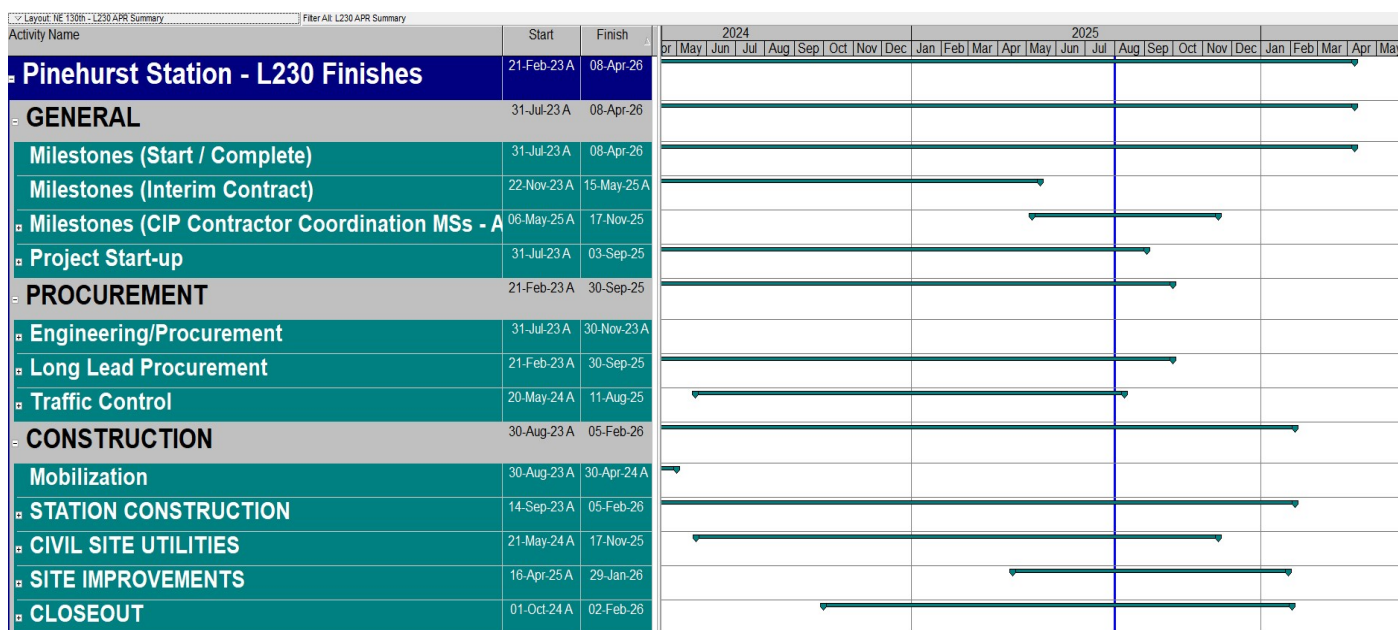 Layout: NE 130th - L230 APR Summary Filter All: L230 APR Summary
Activity Name Start Finish 2024 2025
pr May Jun Jul Aug Sep Oct Nov Dec Jan Feb Mar Apr May Jun Jul Aug Sep Oct Nov Dec Jan Feb Mar Apr May
Pinehurst Station - L230 Finishes 21-Feb-23 A 08-Apr-26
GENERAL 31-Jul-23 A 08-Apr-26
Milestones (Start / Complete) 31-Jul-23 A 08-Apr-26
Milestones (Interim Contract) 22-Nov-23 A 15-May-25 A
Milestones (CIP Contractor Coordination MSs - A 06-May-25 A 17-Nov-25
Project Start-up 31-Jul-23 A 03-Sep-25
PROCUREMENT 21-Feb-23 A 30-Sep-25
Engineering/Procurement 31-Jul-23 A 30-Nov-23 A
Long Lead Procurement 21-Feb-23 A 30-Sep-25
Traffic Control 20-May-24 A 11-Aug-25
CONSTRUCTION 30-Aug-23 A 05-Feb-26
Mobilization 30-Aug-23 A 30-Apr-24 A
STATION CONSTRUCTION 14-Sep-23 A 05-Feb-26
CIVIL SITE UTILITIES 21-May-24 A 17-Nov-25
SITE IMPROVEMENTS 16-Apr-25 A 29-Jan-26
CLOSEOUT 01-Oct-24 A 02-Feb-26